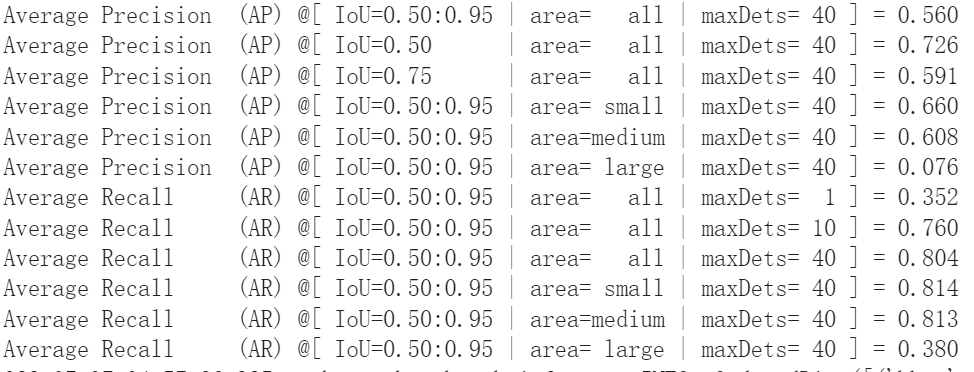 Average Precision (AP) @[ IoU=0.50:0.95 | area= all | maxDets= 40 ] = 0.560
Average Precision (AP) @[ IoU=0.50 | area= all | maxDets= 40 ] = 0.726
Average Precision (AP) @[ IoU=0.75 | area= all | maxDets= 40 ] = 0.591
Average Precision (AP) @[ IoU=0.50:0.95 | area= small | maxDets= 40 ] = 0.660
Average Precision (AP) @[ IoU=0.50:0.95 | area=medium | maxDets= 40 ] = 0.608
Average Precision (AP) @[ IoU=0.50:0.95 | area= large | maxDets= 40 ] = 0.076
Average Recall (AR) @[ IoU=0.50:0.95 | area= all | maxDets= 1 ] = 0.352
Average Recall (AR) @[ IoU=0.50:0.95 | area= all | maxDets= 10 ] = 0.760
Average Recall (AR) @[ IoU=0.50:0.95 | area= all | maxDets= 40 ] = 0.804
Average Recall (AR) @[ IoU=0.50:0.95 | area= small | maxDets= 40 ] = 0.814
Average Recall (AR) @[ IoU=0.50:0.95 | area=medium | maxDets= 40 ] = 0.813
Average Recall (AR) @[ IoU=0.50:0.95 | area= large | maxDets= 40 ] = 0.380